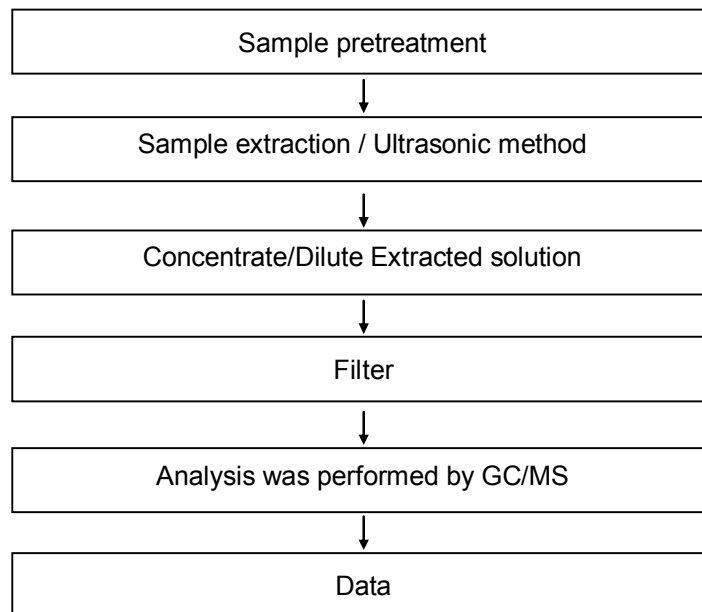 Sample pretreatment
Sample extraction / Ultrasonic method
Concentrate/Dilute Extracted solution
Filter
Analysis was performed by GC/MS
Data